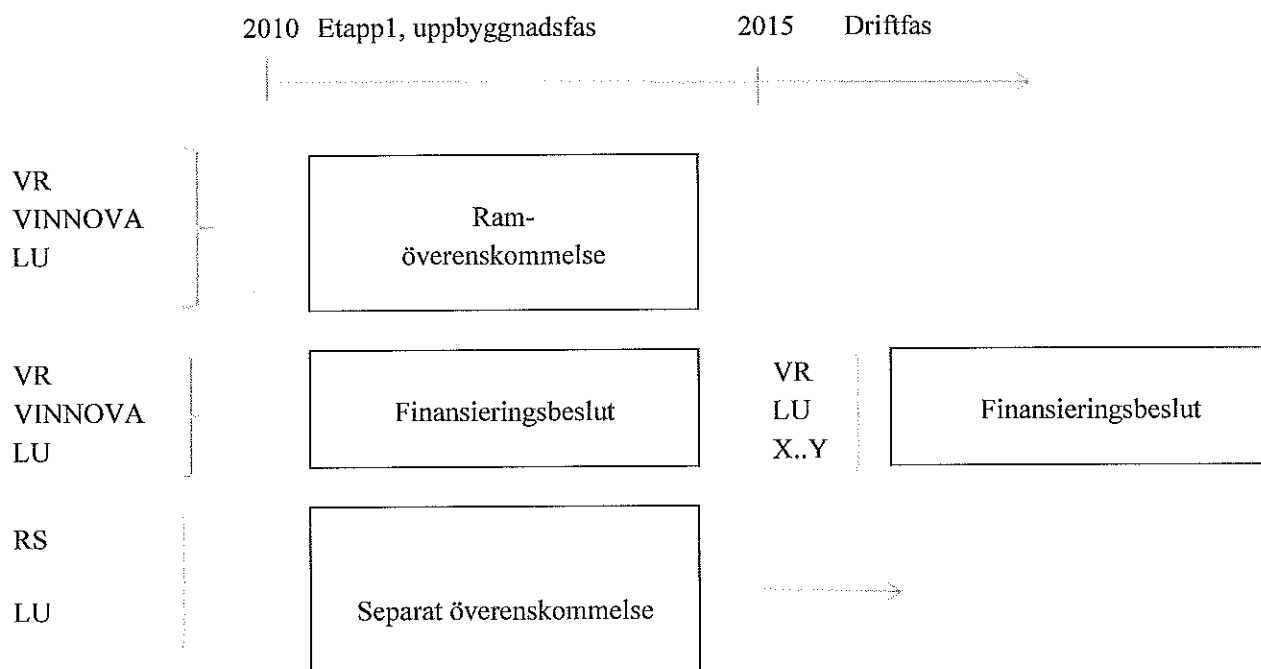 2010 Etapp1, uppbyggnadsfas 2015 Driftfas
VR
VINNOVA
LU
Ram-
överenskommelse
VR
VINNOVA
LU
Finansieringsbeslut
VR
LU
X..Y
Finansieringsbeslut
RS
LU
Separat överenskommelse